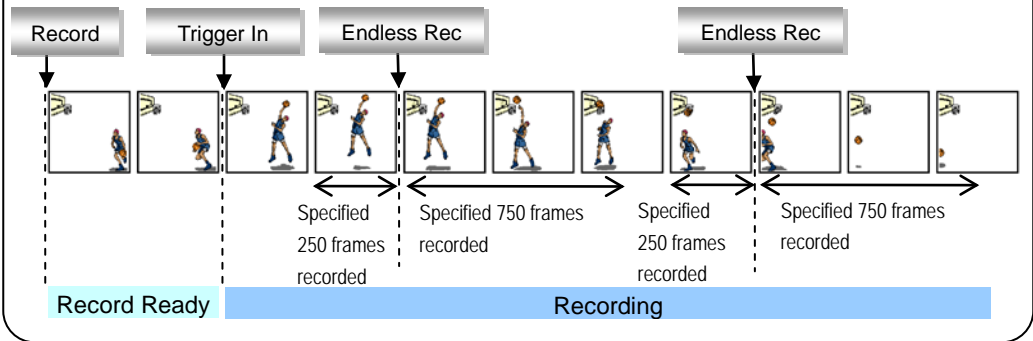 Record
Trigger In
Endless Rec
Endless Rec
Specified
250 frames
recorded
Specified 750 frames
recorded
Specified
250 frames
recorded
Specified 750 frames
recorded
Record Ready
Recording